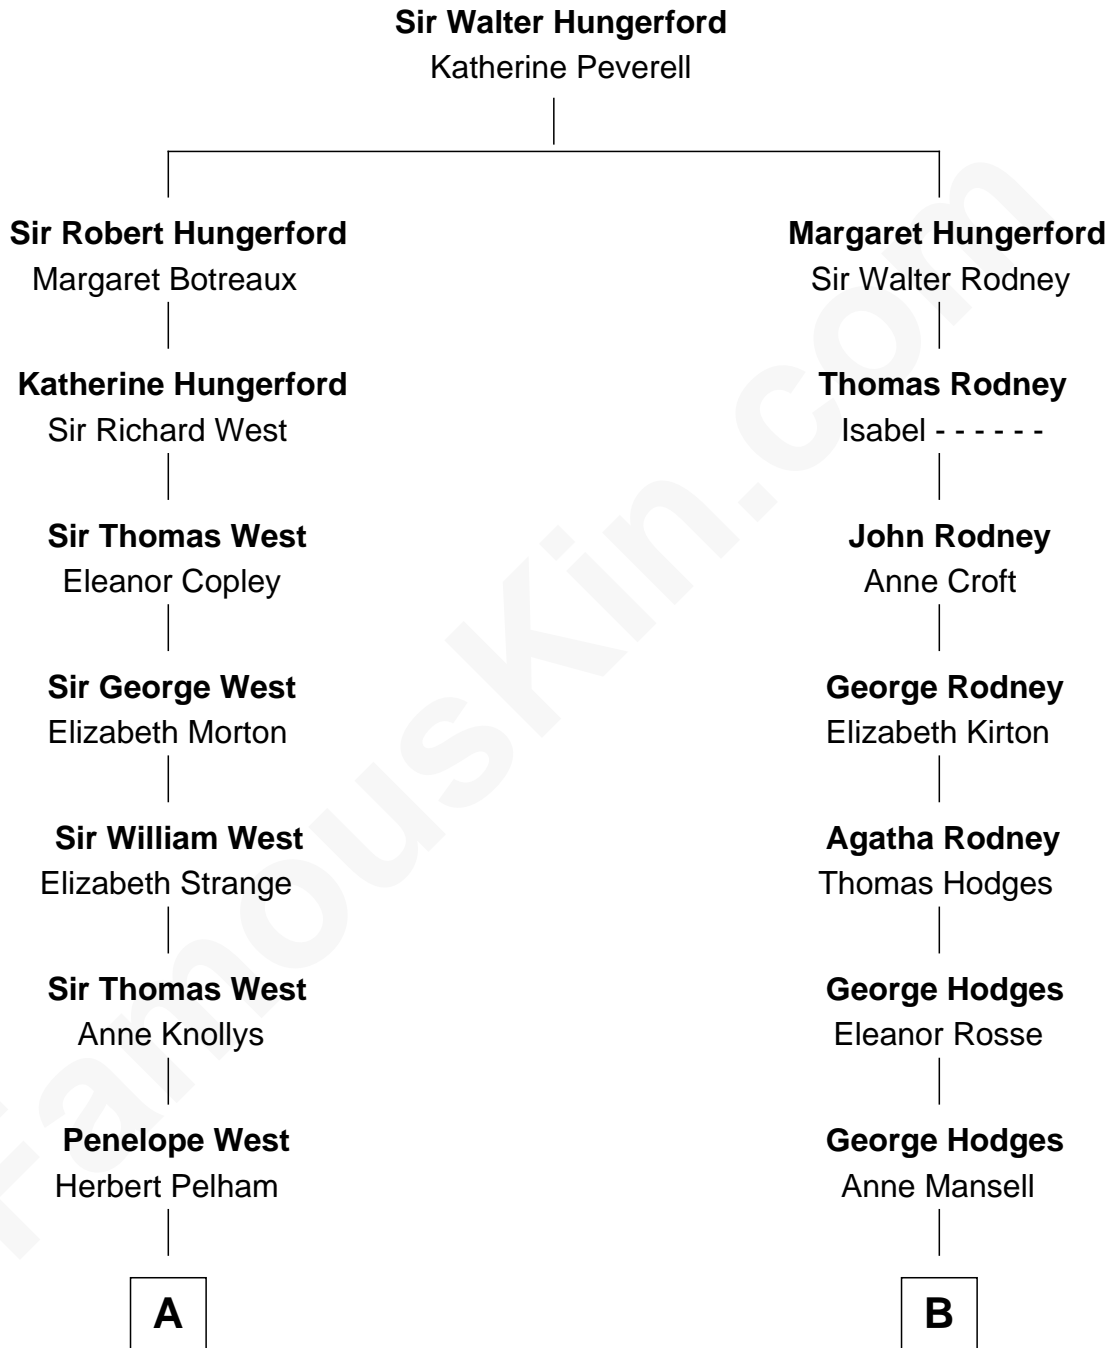 Sir Walter Hungerford
Katherine Peverell
Sir Robert Hungerford
Margaret Botreaux
Margaret Hungerford
Sir Walter Rodney
Katherine Hungerford
Sir Richard West
Thomas Rodney
Isabel - - - - - -
Sir Thomas West
Eleanor Copley
John Rodney
Anne Croft
Sir George West
Elizabeth Morton
George Rodney
Elizabeth Kirton
Sir William West
Elizabeth Strange
Agatha Rodney
Thomas Hodges
Sir Thomas West
Anne Knollys
George Hodges
Eleanor Rosse
Penelope West
Herbert Pelham
George Hodges
Anne Mansell
A
B
FamousKin.com